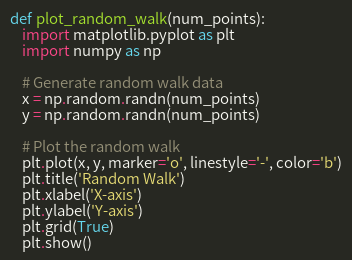 def plot_random_walk(num_points):
    import matplotlib.pyplot as plt
    import numpy as np

    # Generate random walk data
    x = np.random.randn(num_points)
    y = np.random.randn(num_points)

    # Plot the random walk
    plt.plot(x, y, marker='o', linestyle='-', color='b')
    plt.title('Random Walk')
    plt.xlabel('X-axis')
    plt.ylabel('Y-axis')
    plt.grid(True)
    plt.show()